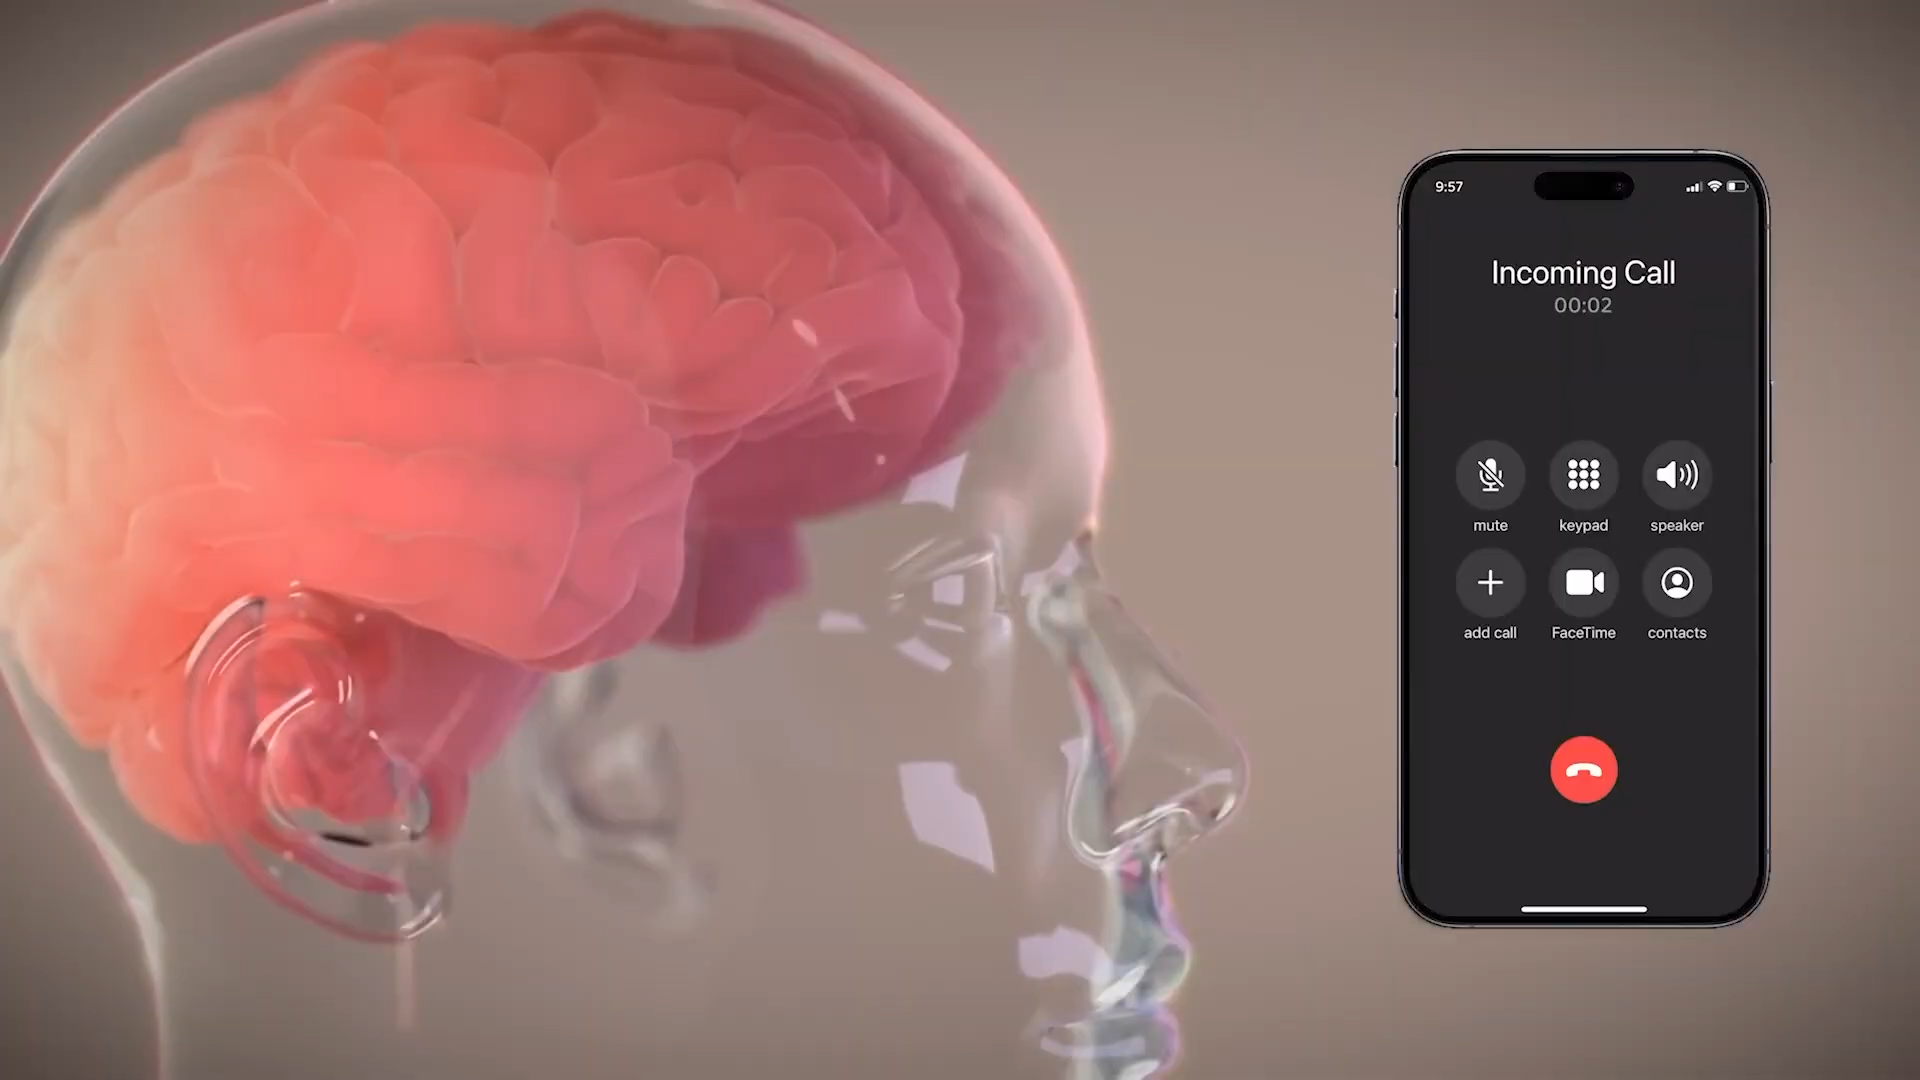 9:57
Incoming Call
00:02
mute keypad speaker
add call FaceTime contacts